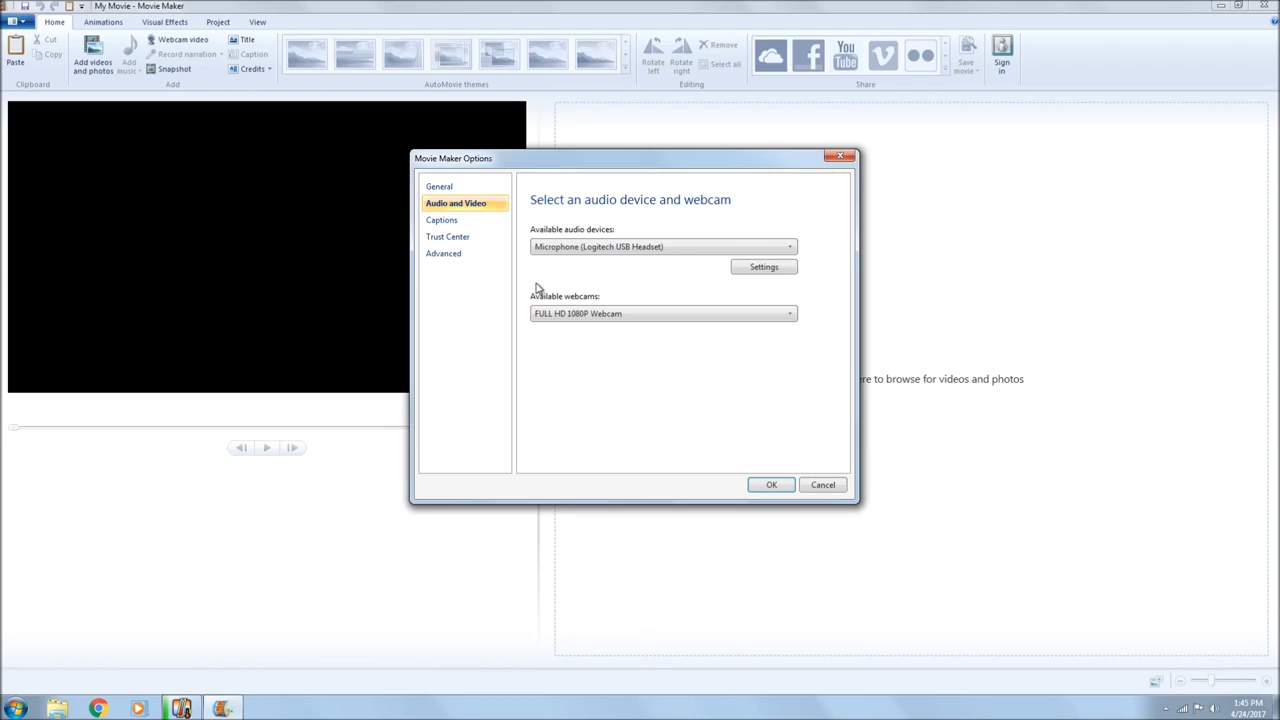 My Movie - Movie Maker
Home
Animations
Visual Effects
Project
View
Paste
Cut
Copy
Clipboard
Add videos
and photos
Add
music
Webcam video
Record narration
Snapshot
Title
Caption
Credits
Add
AutoMovie themes
Rotate
left
Rotate
right
Remove
Select all
Editing
You
Tube
Share
Save
movie
Sign
in
Movie Maker Options
General
Audio and Video
Captions
Trust Center
Advanced
Select an audio device and webcam
Available audio devices:
Microphone (Logitech USB Headset)
Settings
Available webcams:
FULL HD 1080P Webcam
OK
Cancel
ere to browse for videos and photos
1:45 PM
4/24/2017